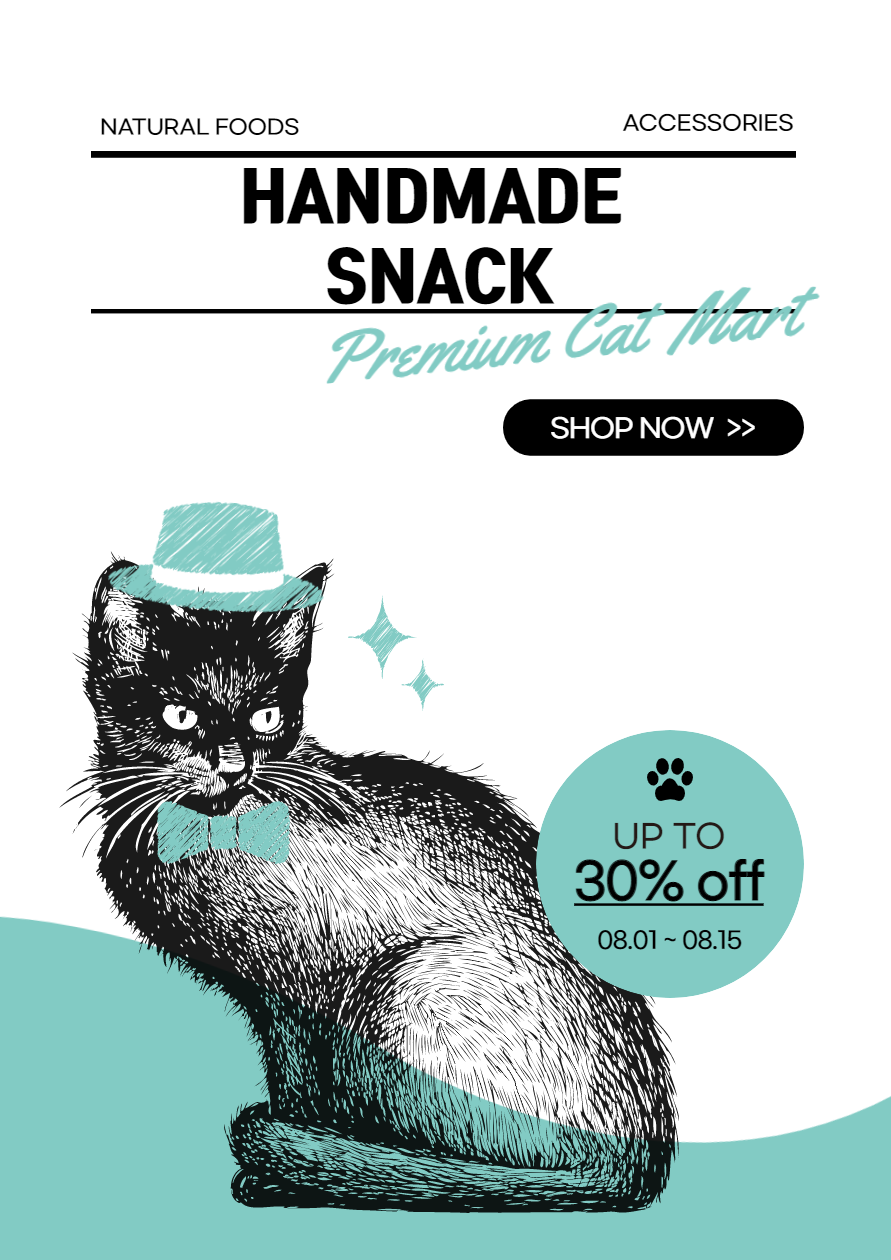 NATURAL FOODS
ACCESSORIES
HANDMADE
SNACK
Premium Cat Mart
SHOP NOW >>
UP TO
30% off
08.01 ~ 08.15